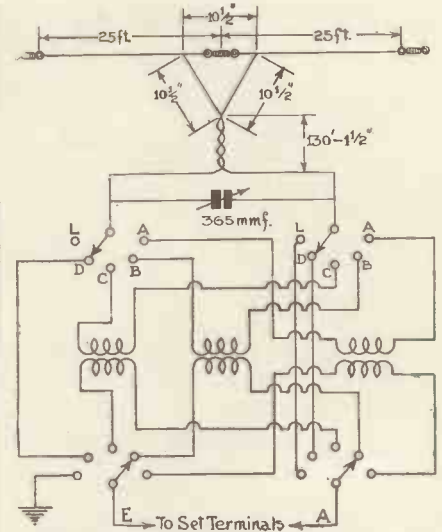 10½"
25ft.
25ft.
10½"
10½"
130'-1½"
365 mmf.
L
A
D
C
B
L
A
D
C
B
E
To Set Terminals
A